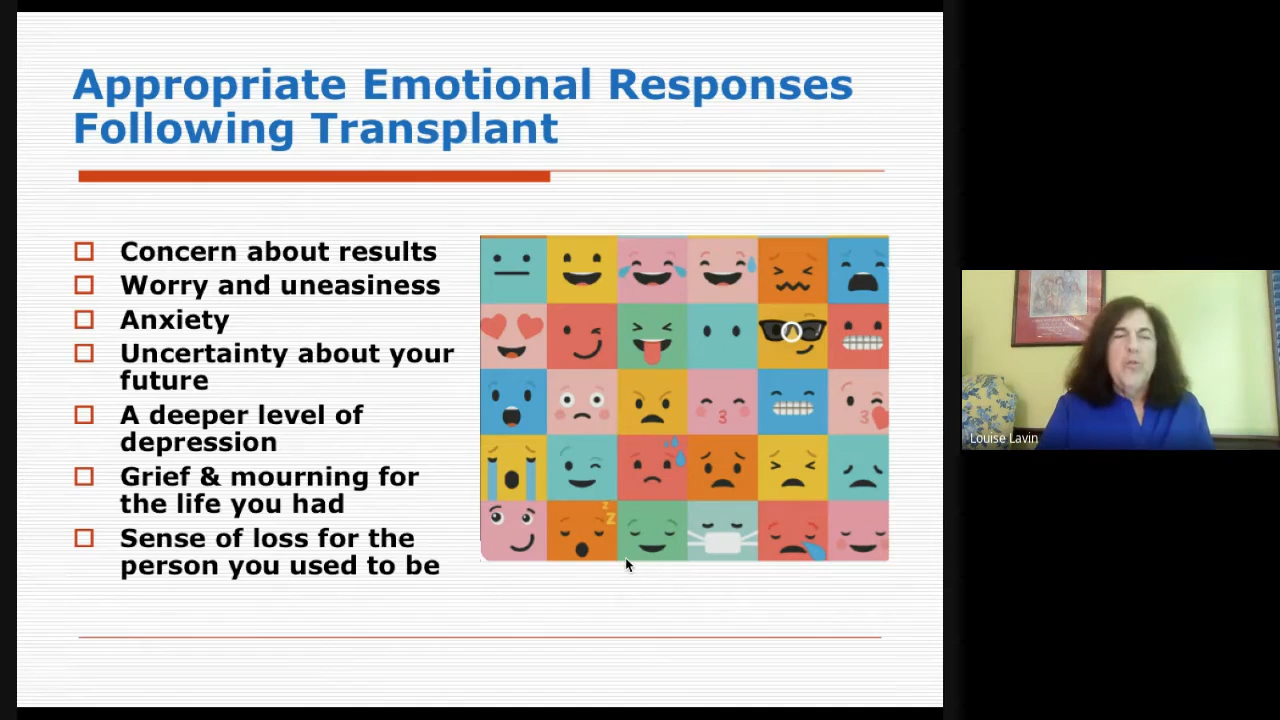 Appropriate Emotional Responses
Following Transplant
Concern about results
Worry and uneasiness
Anxiety
Uncertainty about your
future
A deeper level of
depression
Grief & mourning for
the life you had
Sense of loss for the
person you used to be
z
Z
Louise Lavin